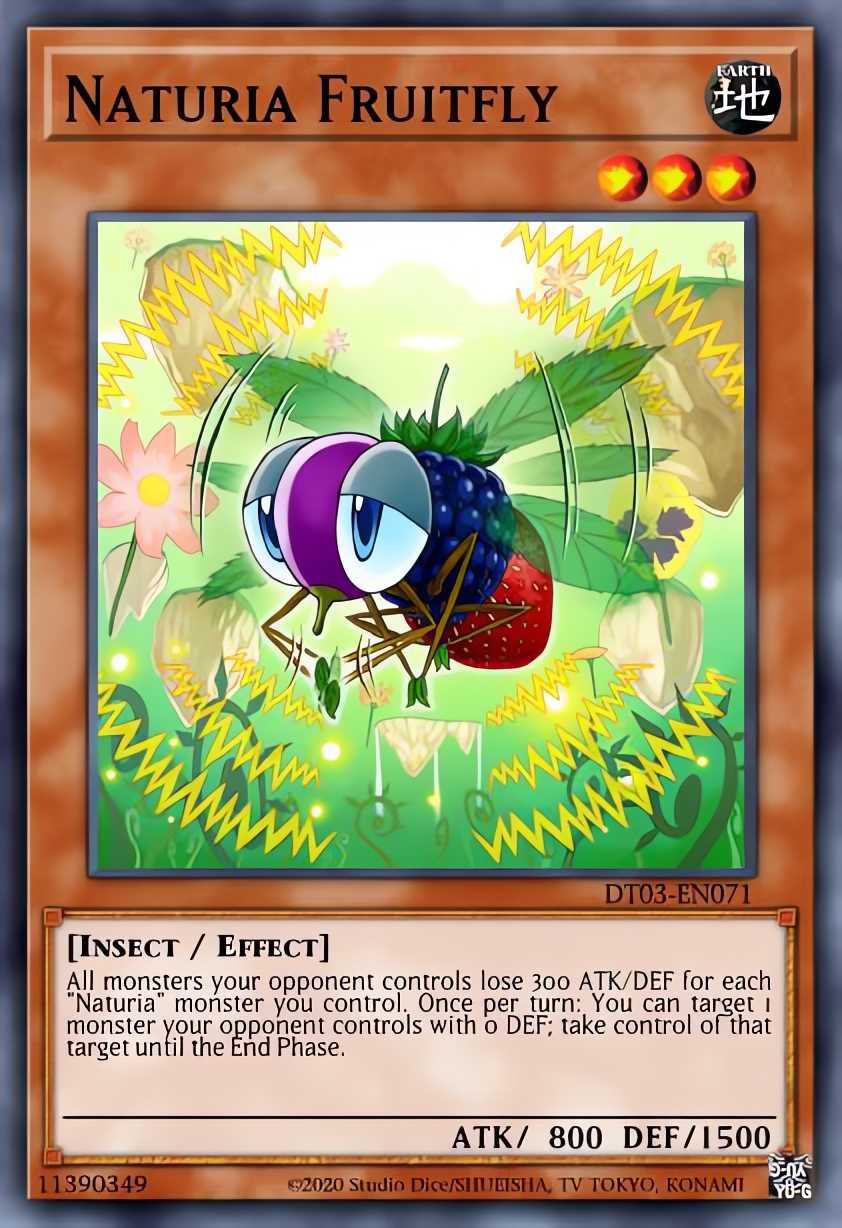 Naturia Fruitfly
EARTH
地
DT03-EN071
[Insect / Effect]
All monsters your opponent controls lose 300 ATK/DEF for each
"Naturia" monster you control. Once per turn: You can target 1
monster your opponent controls with 0 DEF; take control of that
target until the End Phase.
ATK/ 800 DEF/1500
11390349
©2020 Studio Dice/SHUEISHA, TV TOKYO, KONAMI